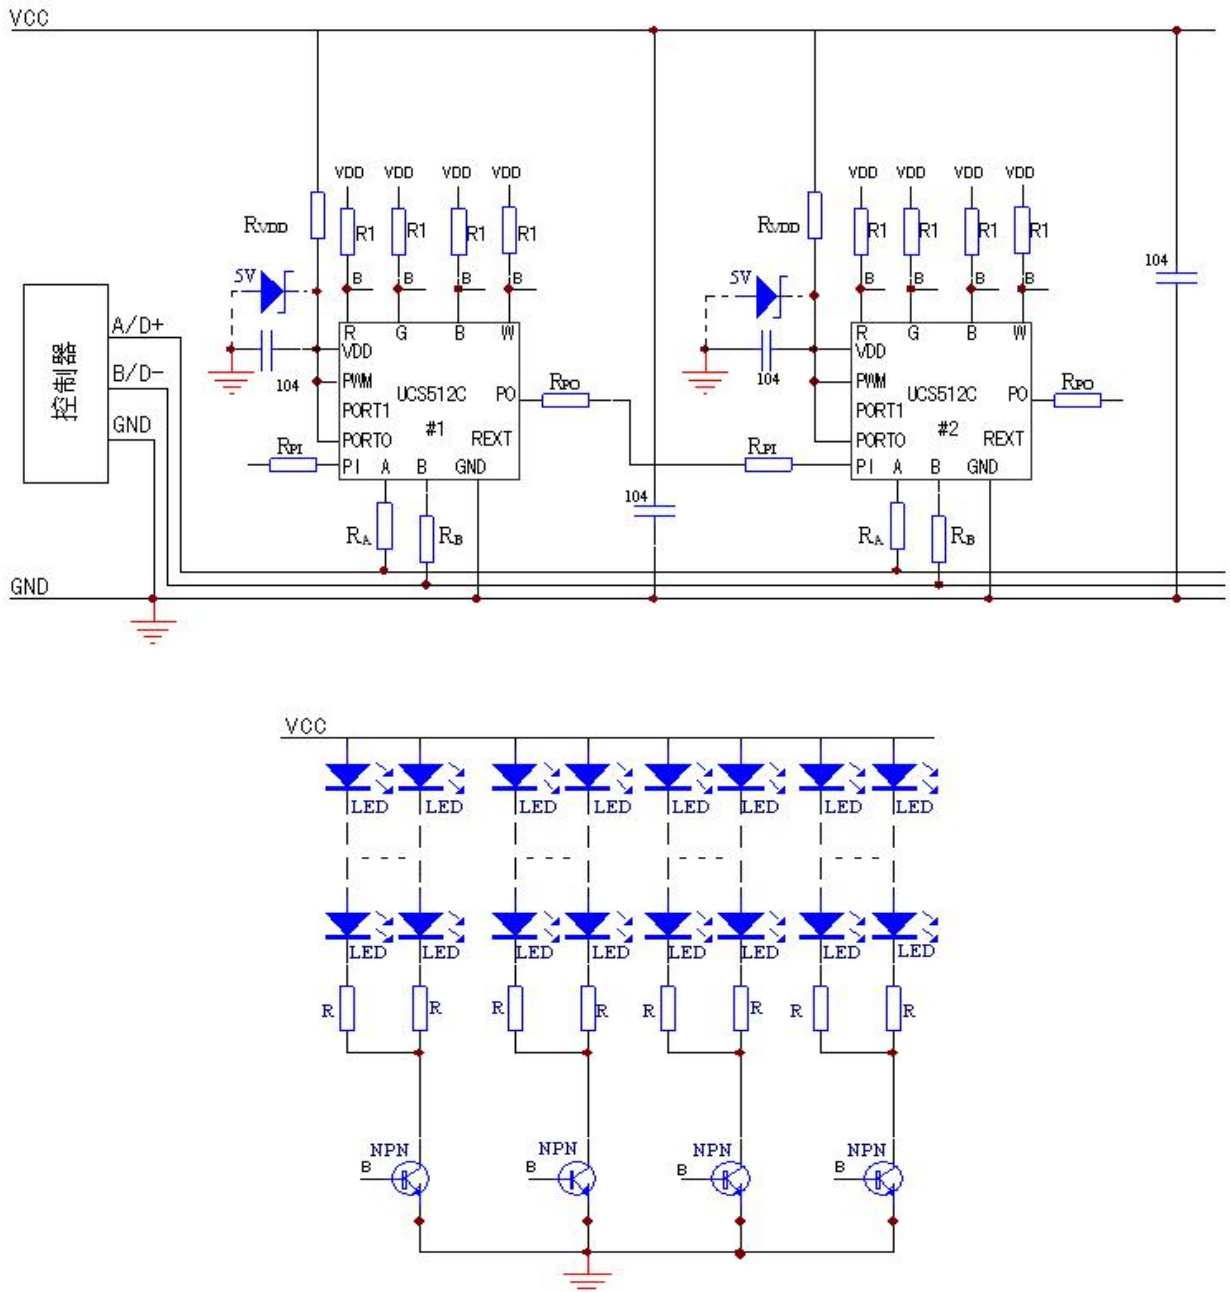 VCC
VDD VDD VDD VDD VDD VDD VDD VDD
RVDD R1 R1 R1 R1 RVDD R1 R1 R1 R1
104
5V B B B B 5V B B B B
控制器
A/D+
B/D-
GND
R G B W R G B W
VDD VDD
104 PWM UCS512C PO RPO 104 PWM UCS512C PO RPO
PORT1 PORT1
#1 #2
RPI PORTO REXT RPI PORTO REXT
PI A B GND PI A B GND
104
RA RB RA RB
GND
VCC
LED LED LED LED LED LED LED LED
LED LED LED LED LED LED LED LED
R R R R R R R R
NPN NPN NPN NPN
B B B B